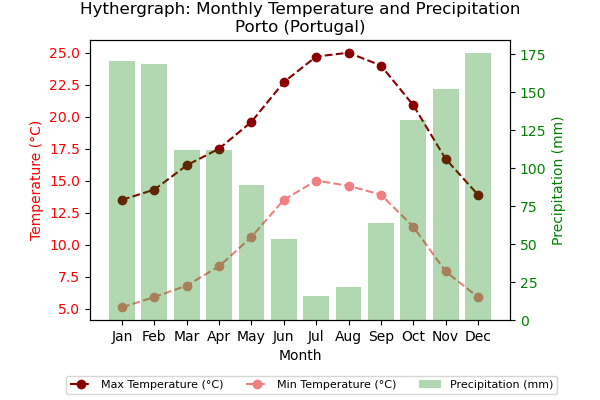 Hythergraph: Monthly Temperature and Precipitation
Porto (Portugal)
25.0
22.5
20.0
17.5
15.0
12.5
10.0
7.5
5.0
Temperature (°C)
175
150
125
100
75
50
25
0
Precipitation (mm)
Jan Feb Mar Apr May Jun Jul Aug Sep Oct Nov Dec
Month
Max Temperature (°C) Min Temperature (°C) Precipitation (mm)